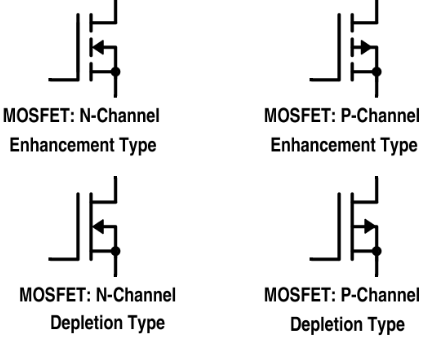 MOSFET: N-Channel
Enhancement Type
MOSFET: P-Channel
Enhancement Type
MOSFET: N-Channel
Depletion Type
MOSFET: P-Channel
Depletion Type